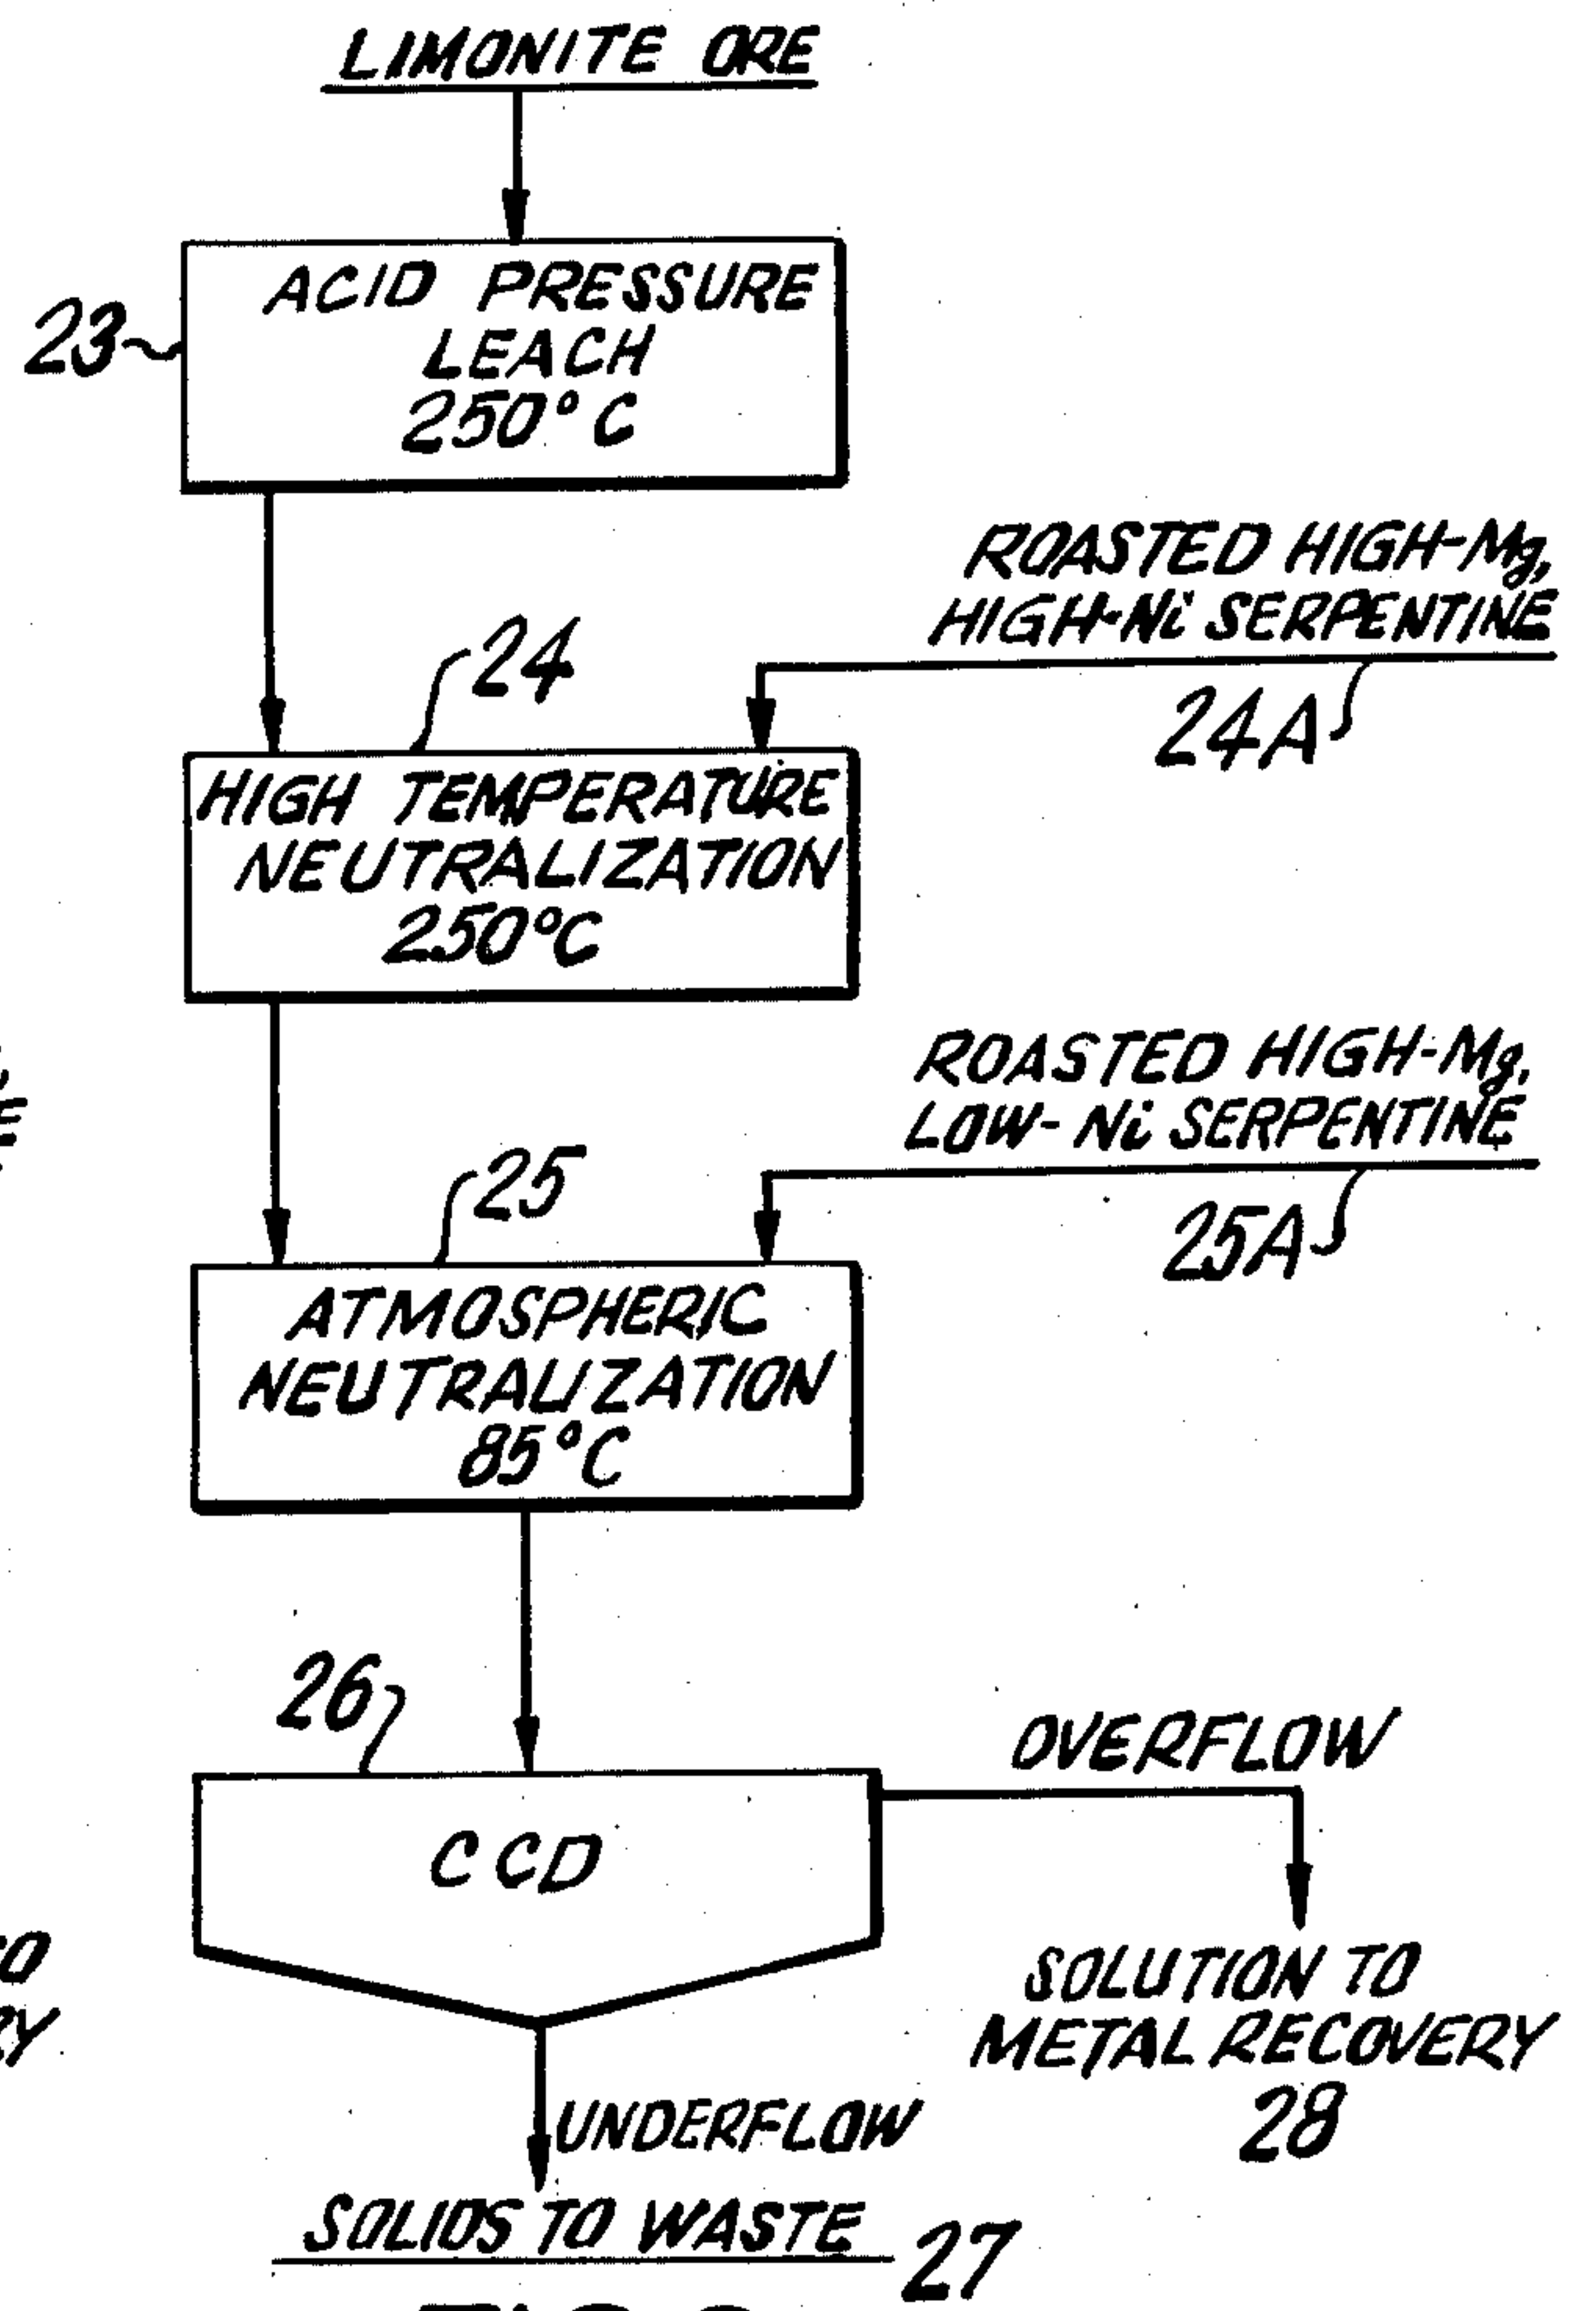 LIMONITE ORE
ACID PRESSURE
LEACH
250°C
23
ROASTED HIGH-Mg,
HIGH-Ni SERPENTINE
24
24A
HIGH TEMPERATURE
NEUTRALIZATION
250°C
ROASTED HIGH-Mg,
LOW-Ni SERPENTINE
25
25A
ATMOSPHERIC
NEUTRALIZATION
85°C
26
OVERFLOW
CCD
SOLUTION TO
METAL RECOVERY
28
UNDERFLOW
SOLIDS TO WASTE
27